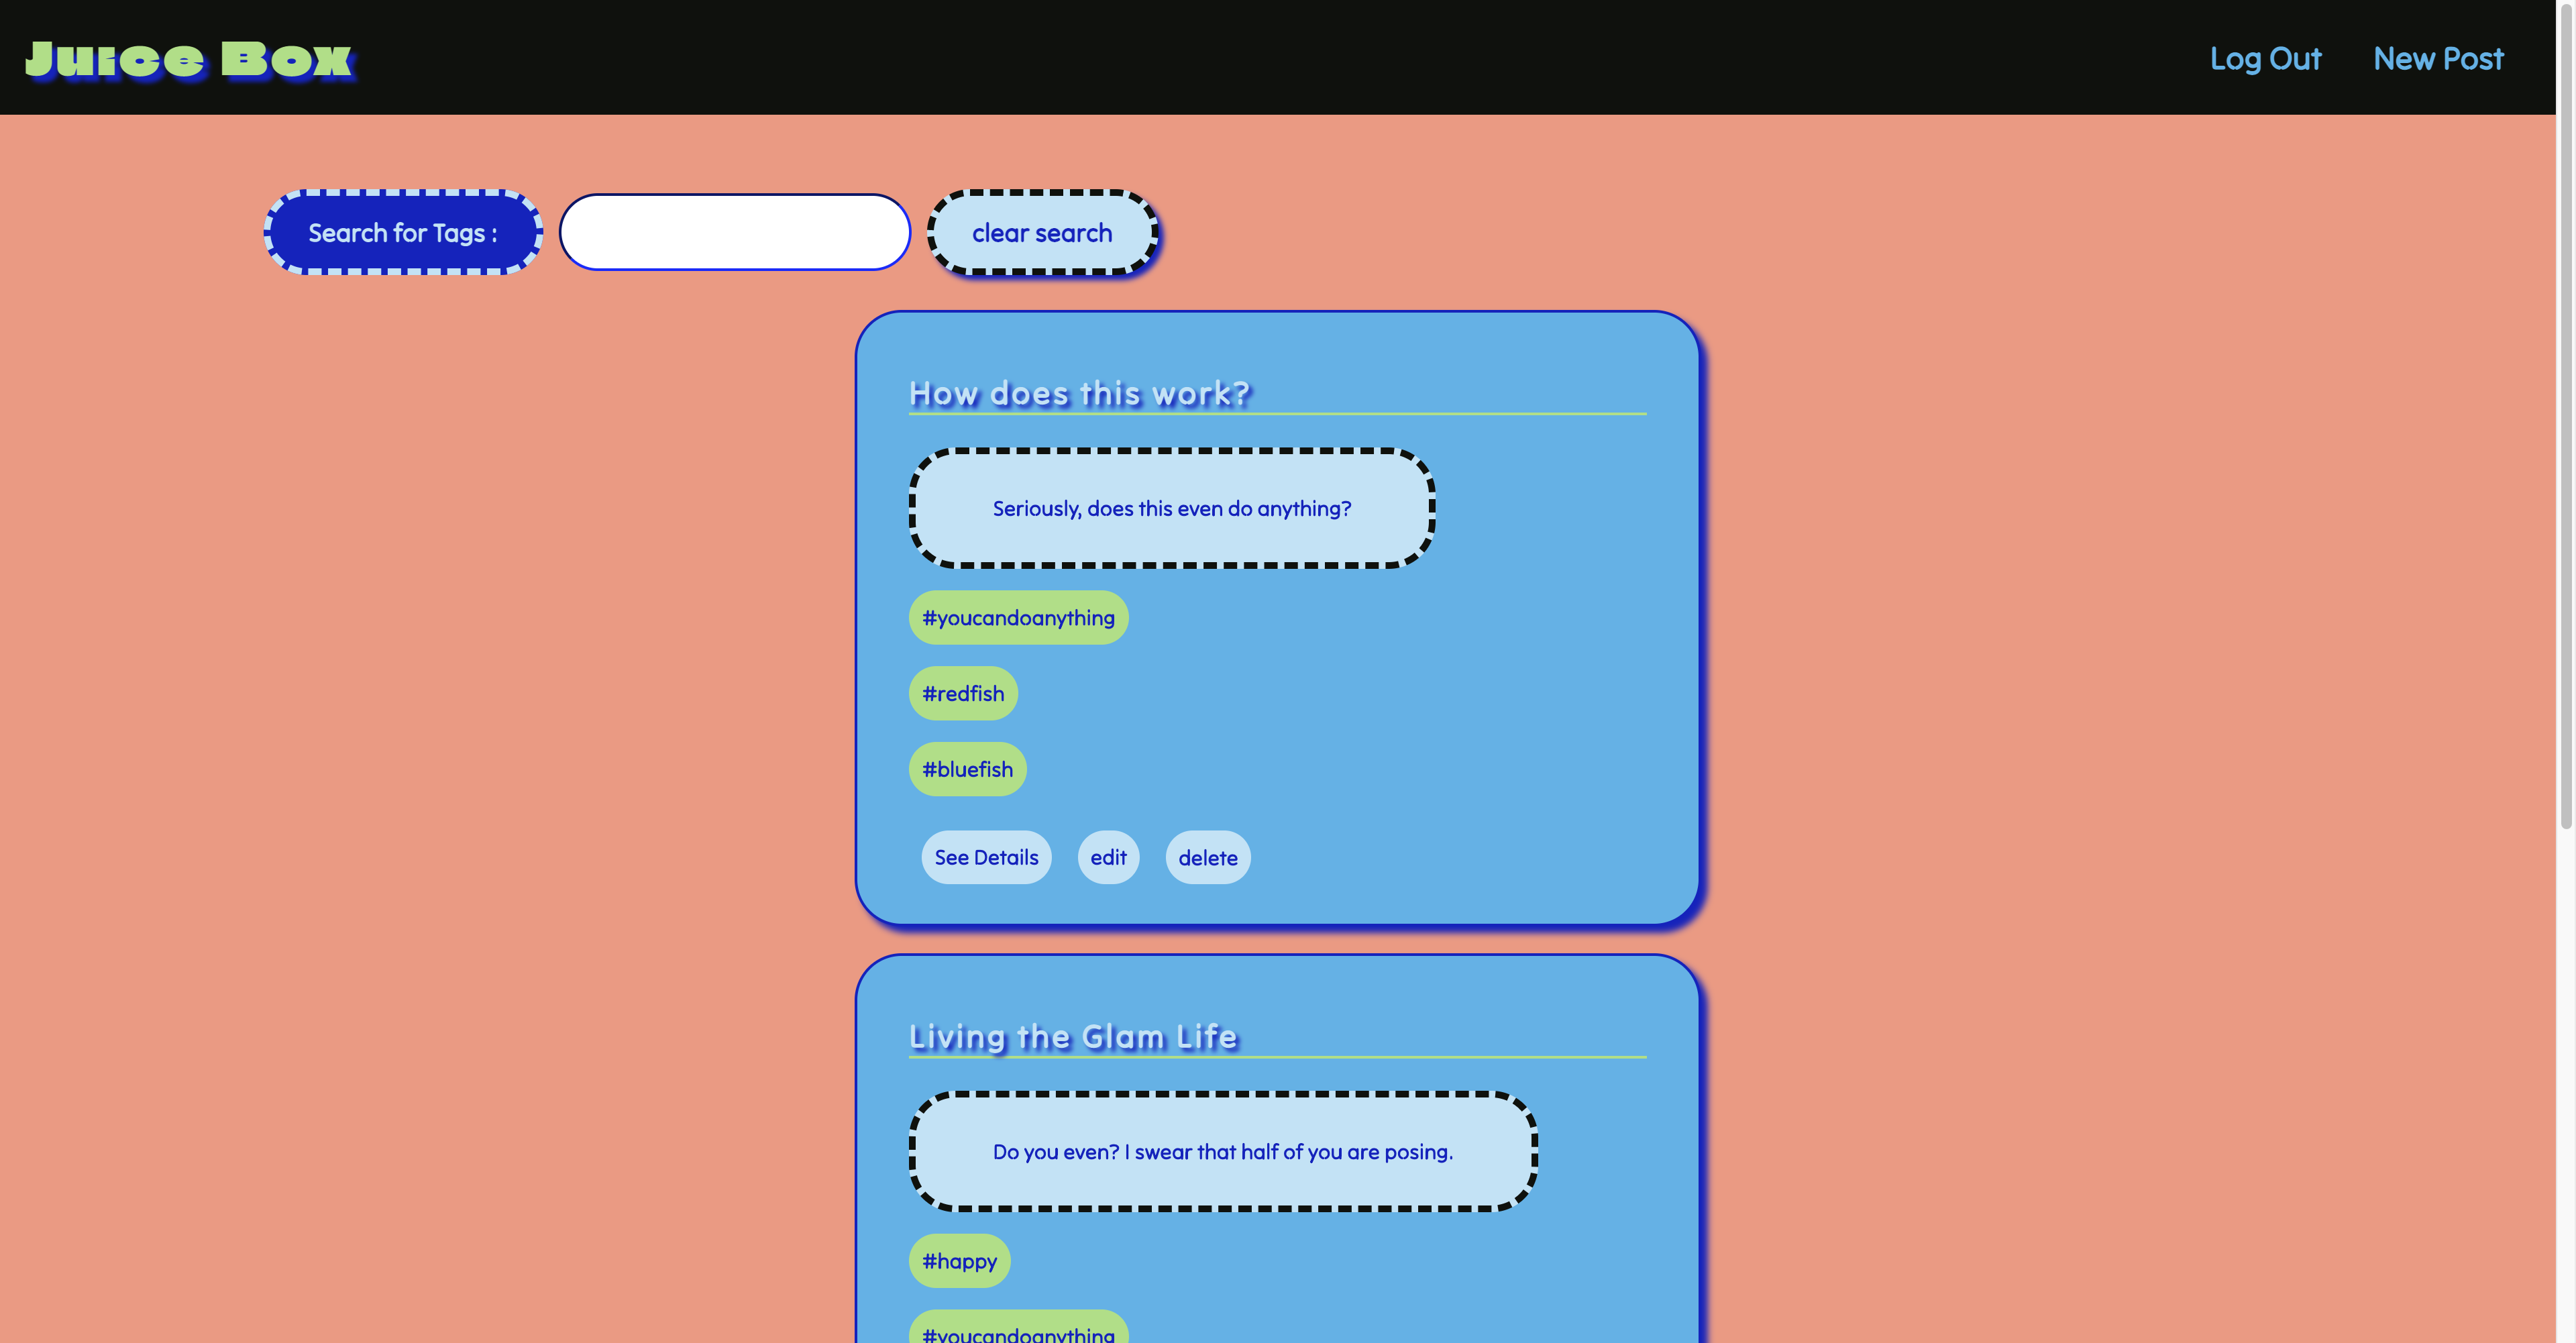 Juice Box
Log Out
New Post
Search for Tags :
clear search
How does this work?
Seriously, does this even do anything?
#youcandoanything
#redfish
#bluefish
See Details
edit
delete
Living the Glam Life
Do you even? I swear that half of you are posing.
#happy
#youcandoanything